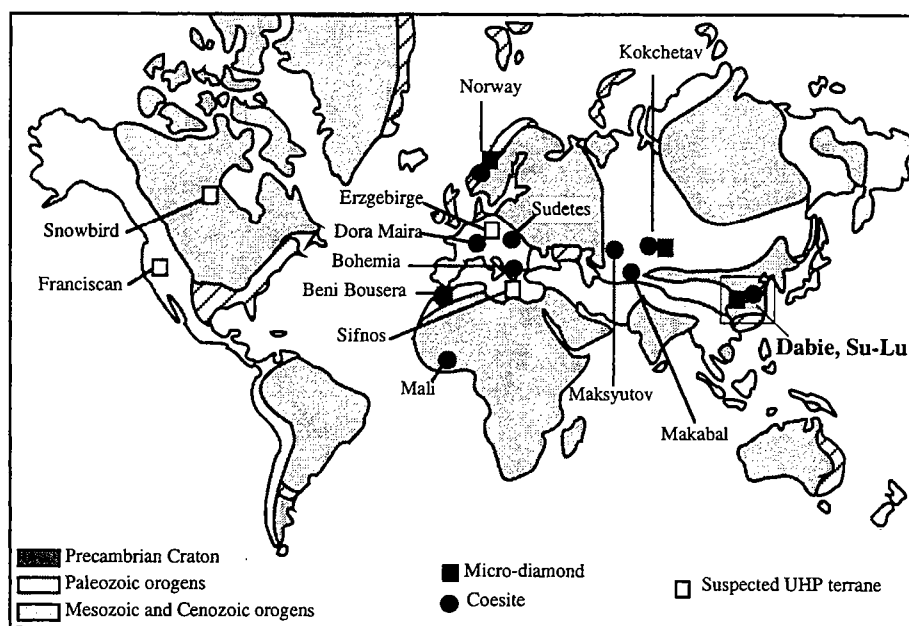 Kokchetav
Norway
Erzgebirge
Sudetes
Snowbird
Dora Maira
Bohemia
Franciscan
Beni Bousera
Sifnos
Dabie, Su-Lu
Mali
Maksyutov
Makabal
Precambrian Craton
Paleozoic orogens
Mesozoic and Cenozoic orogens
Micro-diamond
Coesite
Suspected UHP terrane